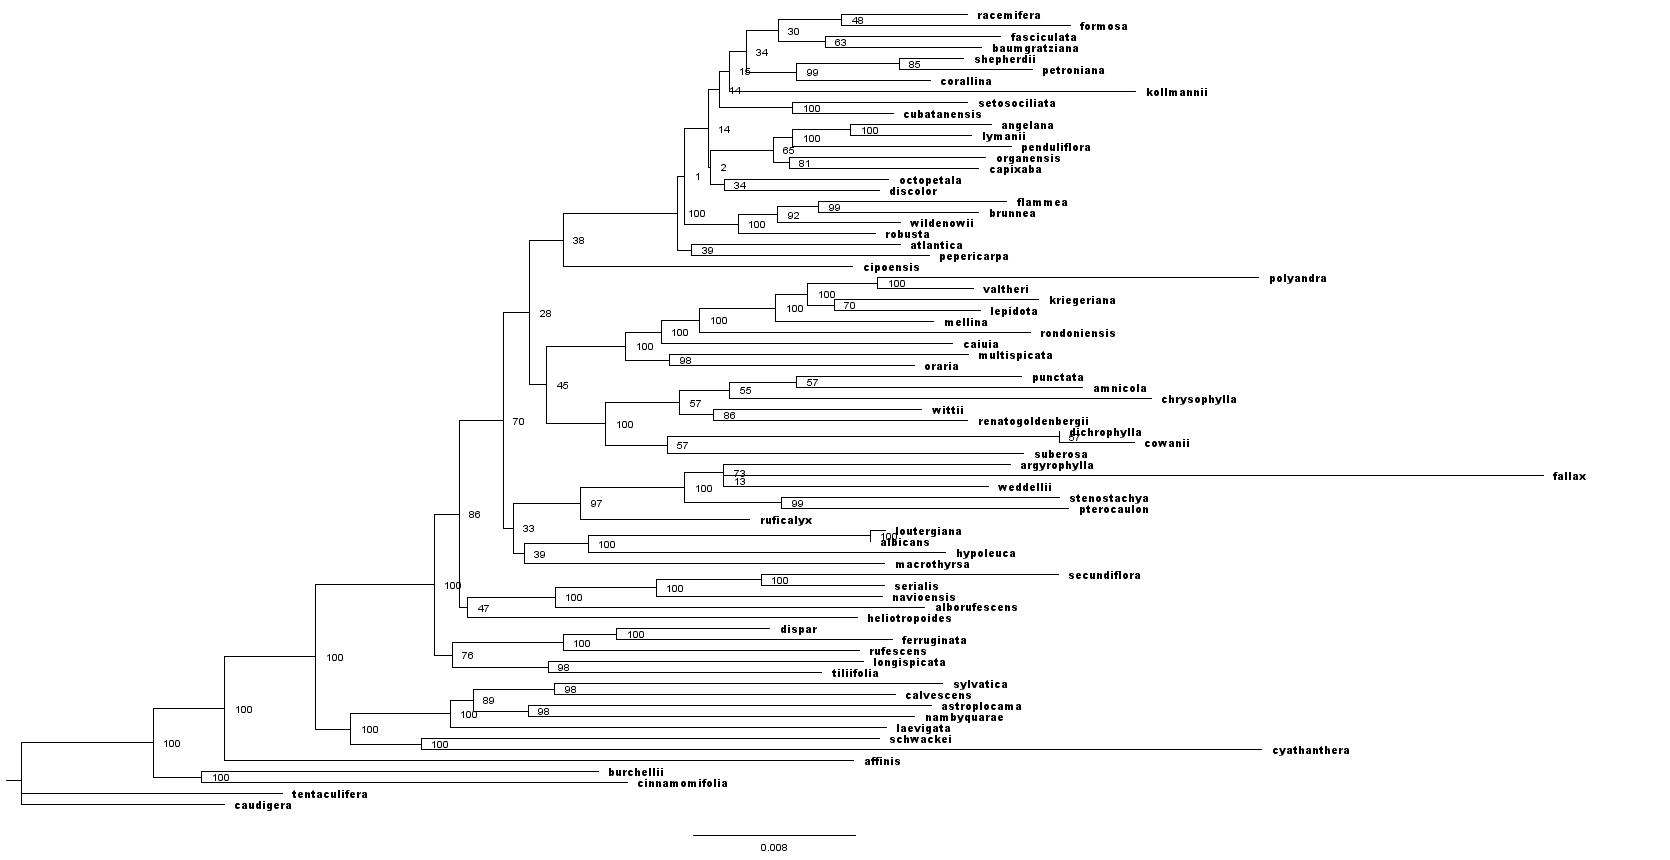 racemifera
48
formosa
30
fasciculata
63
baumgratziana
34
shepherdii
85
petroniana
15
99
corallina
14
kollmannii
setosociliata
100
cubatanensis
angelana
14
100
lymanii
100
penduliflora
65
organensis
81
capixaba
2
1
octopetala
34
discolor
flammea
99
brunnea
100
92
wildenowii
100
robusta
38
atlantica
39
pepericarpa
cipoensis
polyandra
100
valtheri
100
kriegeriana
70
lepidota
100
28
mellina
100
rondoniensis
100
caiuia
100
multispicata
98
oraria
punctata
57
45
amnicola
55
chrysophylla
57
wittii
86
renatogoldenbergii
70
100
dichrophylla
57
cowanii
57
suberosa
argyrophylla
73
fallax
13
weddellii
100
stenostachya
97
99
pterocaulon
86
ruficalyx
33
loutergiana
100
albicans
100
hypoleuca
39
macrothyrsa
secundiflora
100
serialis
100
100
navioensis
100
alborufescens
47
heliotropoides
dispar
100
ferruginata
100
rufescens
76
longispicata
100
98
tiliifolia
sylvatica
98
calvescens
89
astroplocama
100
98
nambyquarae
100
laevigata
100
schwackei
100
100
cyathanthera
affinis
burchellii
100
cinnamomifolia
tentaculifera
caudigera
0.008